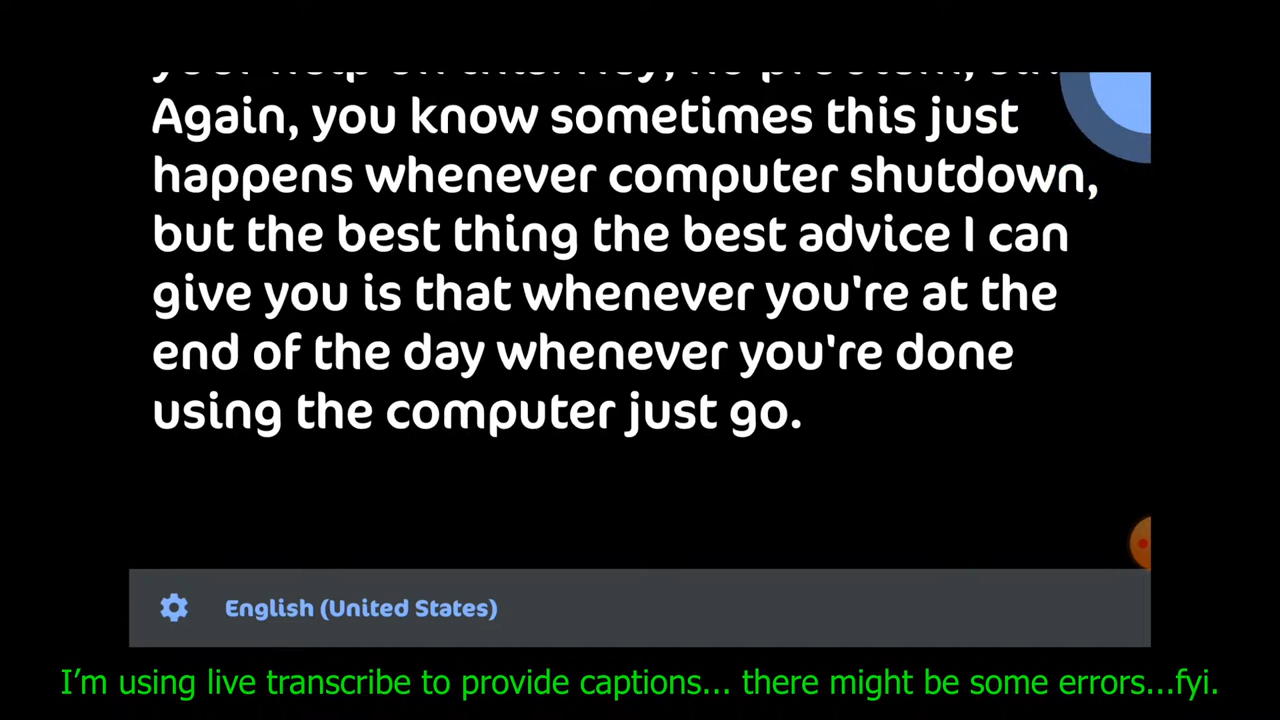 Again, you know sometimes this just
happens whenever computer shutdown,
but the best thing the best advice I can
give you is that whenever you're at the
end of the day whenever you're done
using the computer just go.
English (United States)
I’m using live transcribe to provide captions... there might be some errors...fyi.